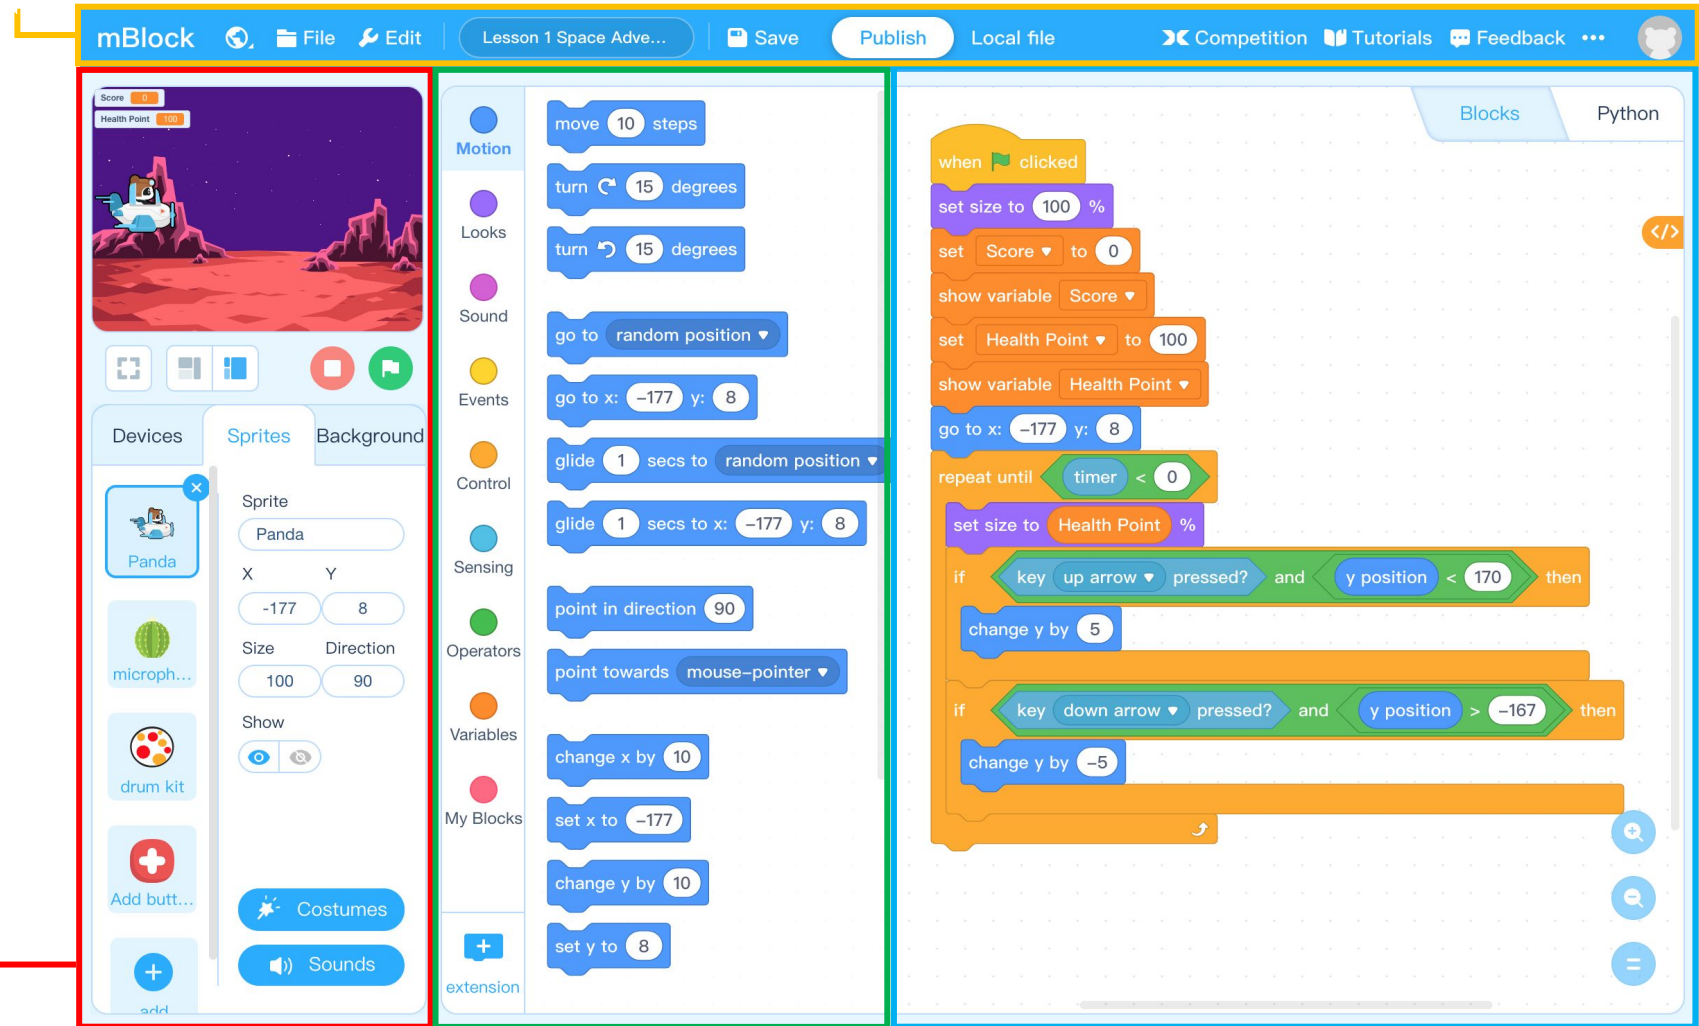 mBlock File Edit Lesson 1 Space Adve... Save Publish Local file Competition Tutorials Feedback
Score 0
Health Point 100
Devices Sprites Background
Panda
microph...
drum kit
Add butt...
add
Sprite
Panda
X Y
-177 8
Size Direction
100 90
Show
Costumes
Sounds
Motion
Looks
Sound
Events
Control
Sensing
Operators
Variables
My Blocks
extension
move 10 steps
turn 15 degrees
turn 15 degrees
go to random position
go to x: -177 y: 8
glide 1 secs to random position
glide 1 secs to x: -177 y: 8
point in direction 90
point towards mouse-pointer
change x by 10
set x to -177
change y by 10
set y to 8
Blocks Python
</>
when clicked
set size to 100 %
set Score to 0
show variable Score
set Health Point to 100
show variable Health Point
go to x: -177 y: 8
repeat until timer < 0
set size to Health Point %
if key up arrow pressed? and y position < 170 then
change y by 5
if key down arrow pressed? and y position > -167 then
change y by -5